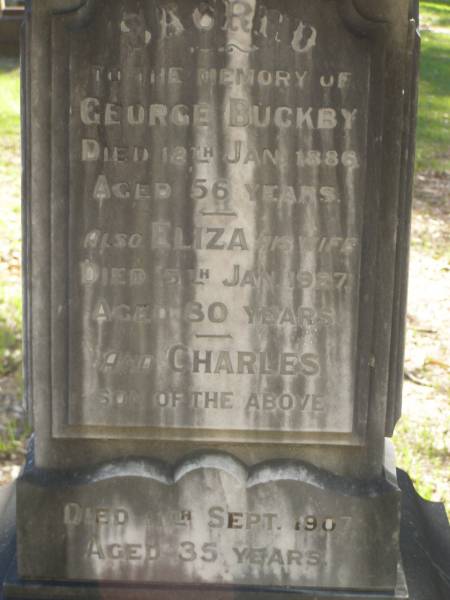 SACRED
TO THE MEMORY OF
GEORGE BUCKBY
DIED 12TH JAN. 1886
AGED 56 YEARS.
ALSO ELIZA HIS WIFE
DIED 5TH JAN.
AGED 80 YEARS
AND CHARLES
SON OF THE ABOVE
DIED SEPT. 1907
AGED 35 YEARS.